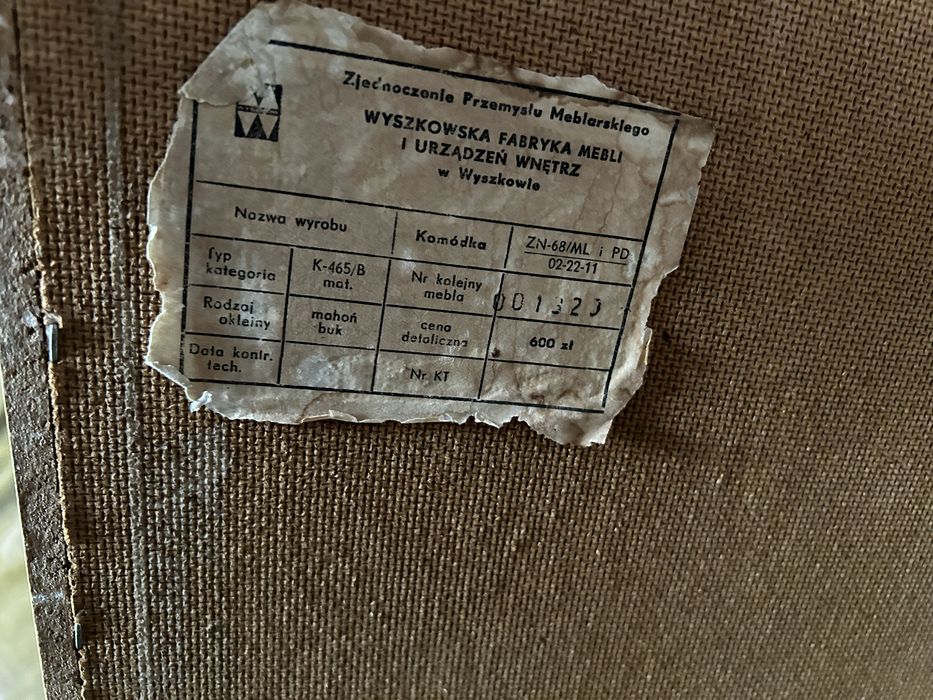 Zjednoczenie Przemysłu Meblarskiego
WYSZKOWSKA FABRYKA MEBLI
I URZĄDZEŃ WNĘTRZ
w Wyszkowie
Nazwa wyrobu Komódka ZN-68/ML i PD
02-22-11
Typ
kategoria K-465/B
mat. Nr kolejny
mebla 001320
Rodzaj
okleiny mahoń
buk cena
detaliczna 600 zł
Data kontr.
tech. Nr KT